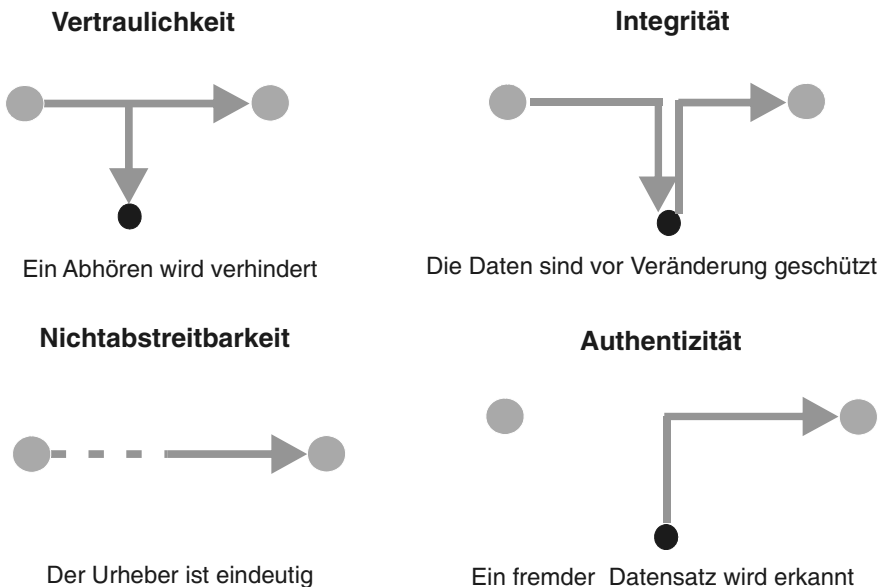 Vertraulichkeit
Integrität
Ein Abhören wird verhindert
Die Daten sind vor Veränderung geschützt
Nichtabstreitbarkeit
Authentizität
Der Urheber ist eindeutig
Ein fremder Datensatz wird erkannt